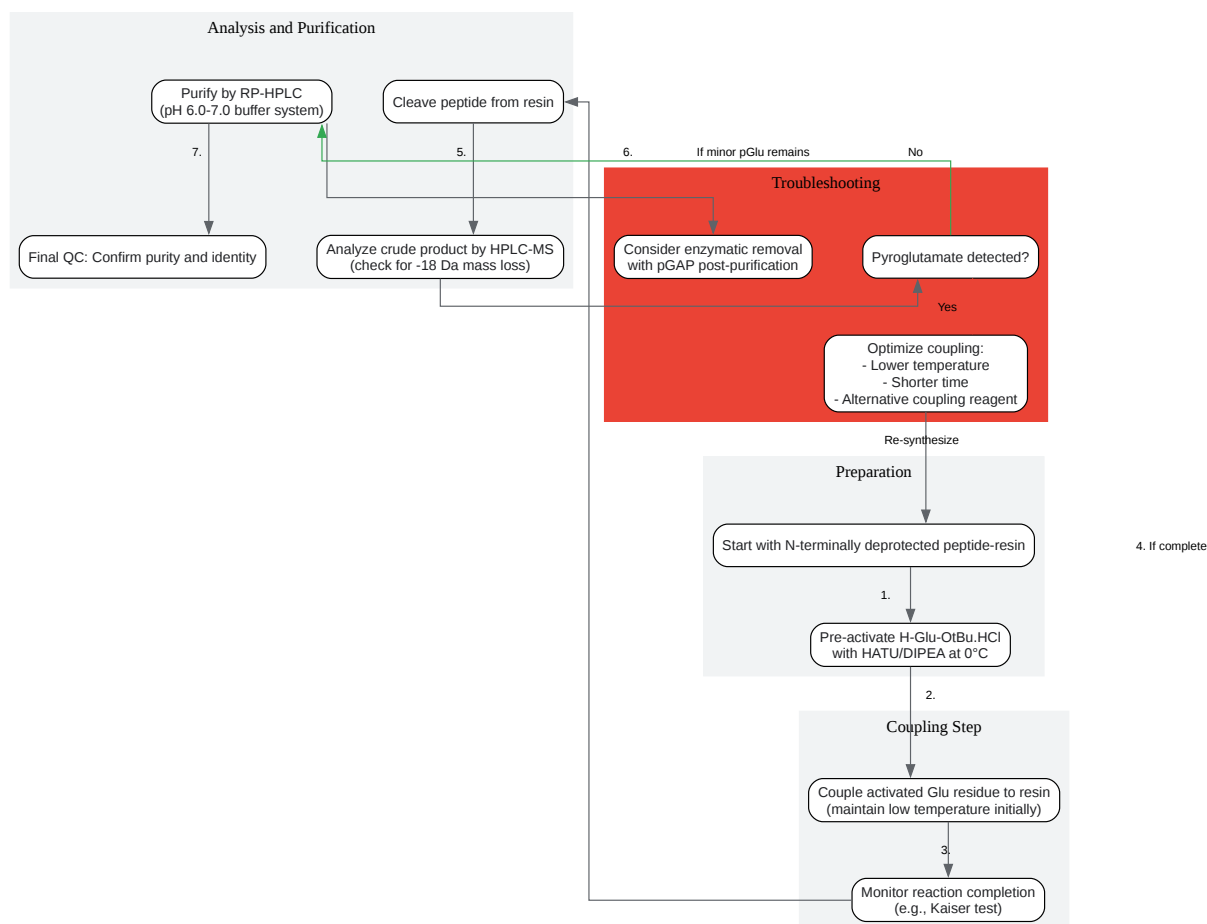 Analysis and Purification
Purify by RP-HPLC
(pH 6.0-7.0 buffer system)
Cleave peptide from resin
7.
5.
6.
If minor pGlu remains
No
Troubleshooting
Final QC: Confirm purity and identity
Analyze crude product by HPLC-MS
(check for -18 Da mass loss)
Consider enzymatic removal
with pGAP post-purification
Pyroglutamate detected?
Yes
Optimize coupling:
- Lower temperature
- Shorter time
- Alternative coupling reagent
Re-synthesize
Preparation
Start with N-terminally deprotected peptide-resin
4. If complete
1.
Pre-activate H-Glu-OtBu.HCl
with HATU/DIPEA at 0°C
2.
Coupling Step
Couple activated Glu residue to resin
(maintain low temperature initially)
3.
Monitor reaction completion
(e.g., Kaiser test)